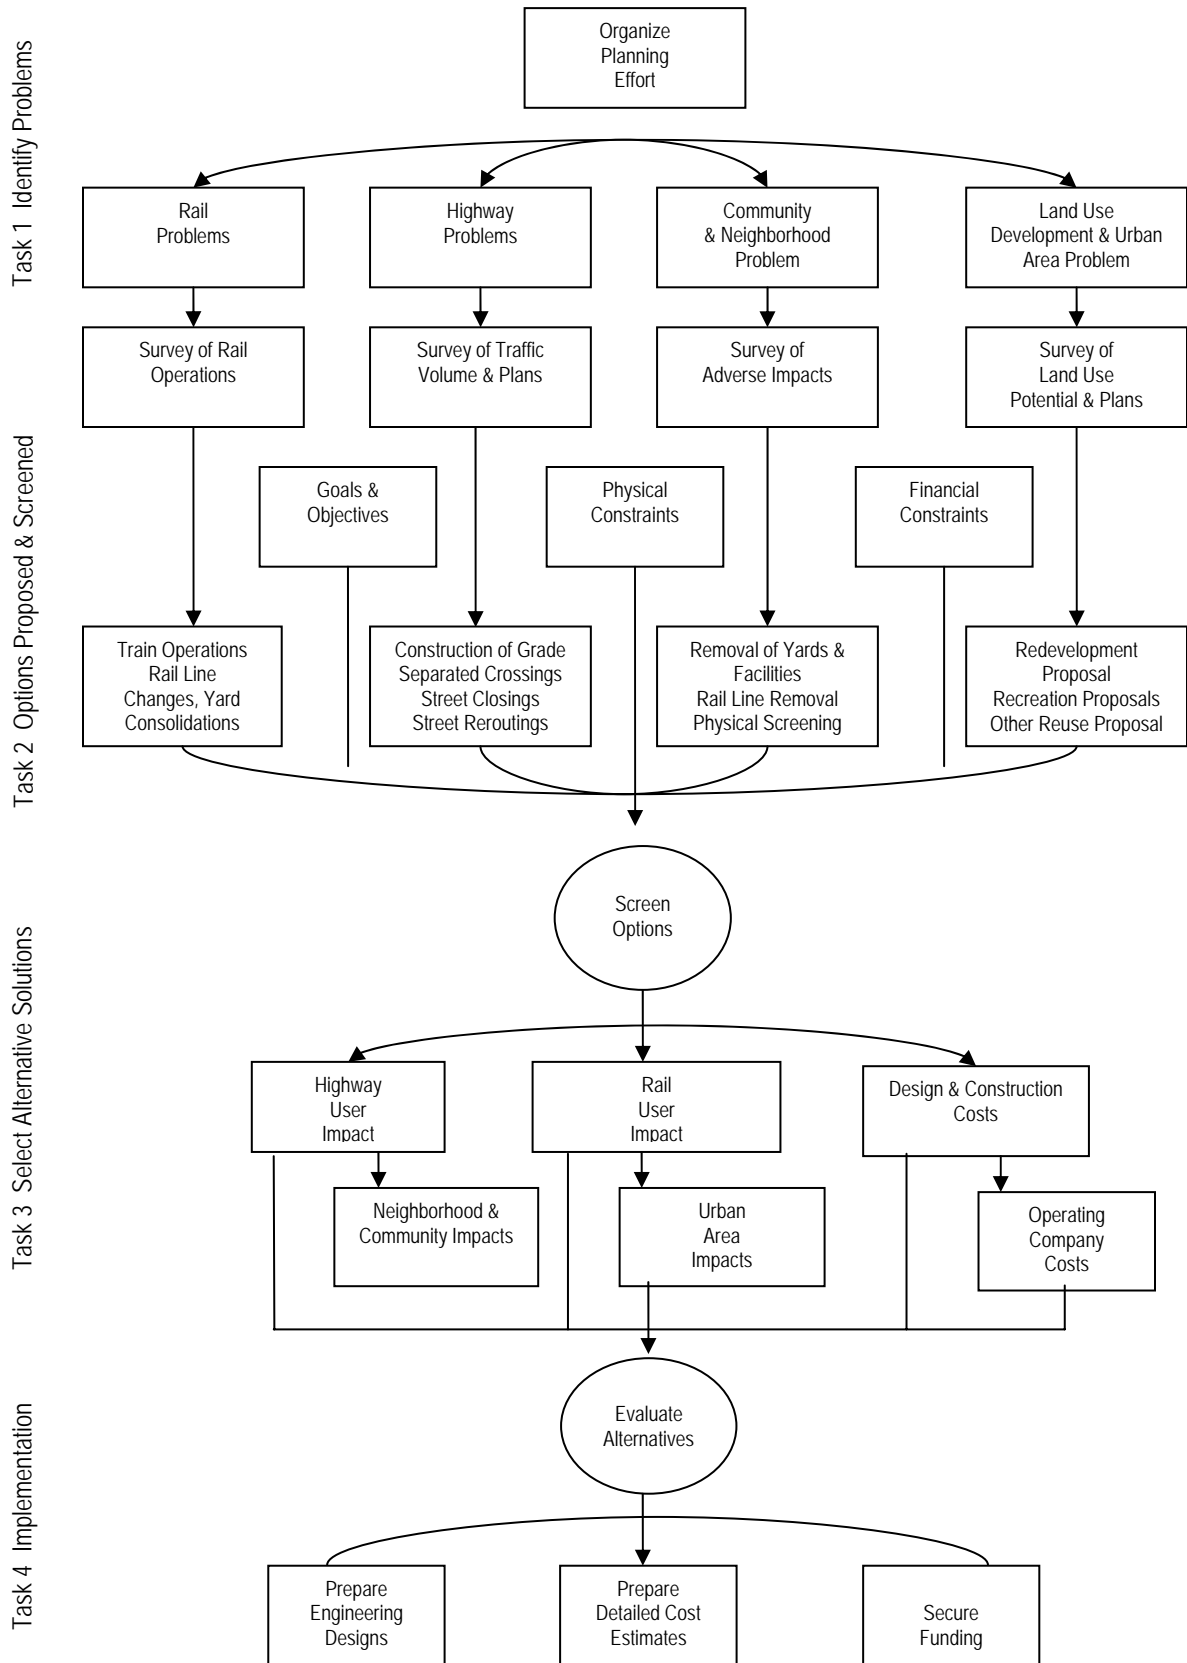 Task 1 Identify Problems
Organize
Planning
Effort
Rail
Problems
Highway
Problems
Community
& Neighborhood
Problem
Land Use
Development & Urban
Area Problem
Survey of Rail
Operations
Survey of Traffic
Volume & Plans
Survey of
Adverse Impacts
Survey of
Land Use
Potential & Plans
Task 2 Options Proposed & Screened
Goals &
Objectives
Physical
Constraints
Financial
Constraints
Train Operations
Rail Line
Changes, Yard
Consolidations
Construction of Grade
Separated Crossings
Street Closings
Street Reroutings
Removal of Yards &
Facilities
Rail Line Removal
Physical Screening
Redevelopment
Proposal
Recreation Proposals
Other Reuse Proposal
Screen
Options
Task 3 Select Alternative Solutions
Highway
User
Impact
Rail
User
Impact
Design & Construction
Costs
Neighborhood &
Community Impacts
Urban
Area
Impacts
Operating
Company
Costs
Evaluate
Alternatives
Task 4 Implementation
Prepare
Engineering
Designs
Prepare
Detailed Cost
Estimates
Secure
Funding